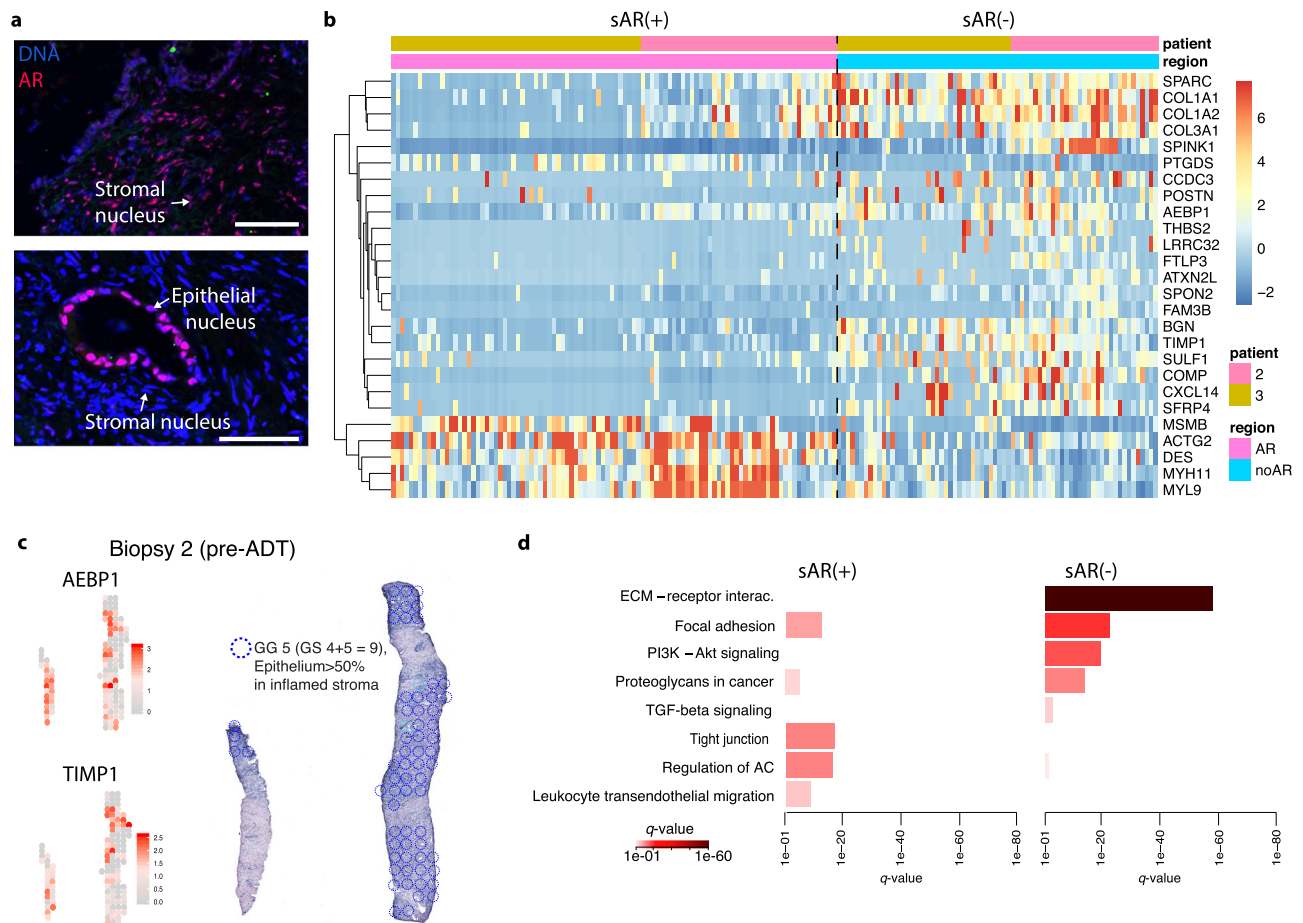 a
DNA
AR
Stromal
nucleus
Epithelial
nucleus
Stromal nucleus
b
sAR(+)
sAR(-)
patient
region
SPARC
COL1A1
COL1A2
COL3A1
SPINK1
PTGDS
CCDC3
POSTN
AEBP1
THBS2
LRRC32
FTLP3
ATXN2L
SPON2
FAM3B
BGN
TIMP1
SULF1
COMP
CXCL14
SFRP4
MSMB
ACTG2
DES
MYH11
MYL9
6
4
2
0
−2
patient
2
3
region
AR
noAR
c
Biopsy 2 (pre-ADT)
AEBP1
3
2
1
0
TIMP1
2.5
2.0
1.5
1.0
0.5
0.0
GG 5 (GS 4+5 = 9),
Epithelium>50%
in inflamed stroma
d
sAR(+)
sAR(-)
ECM −receptor interac.
Focal adhesion
PI3K −Akt signaling
Proteoglycans in cancer
TGF-beta signaling
Tight junction
Regulation of AC
Leukocyte transendothelial migration
q-value
1e-01
1e-60
1e−01
1e−20
1e−40
1e−60
1e−80
q-value
1e−01
1e−20
1e−40
1e−60
1e−80
q-value